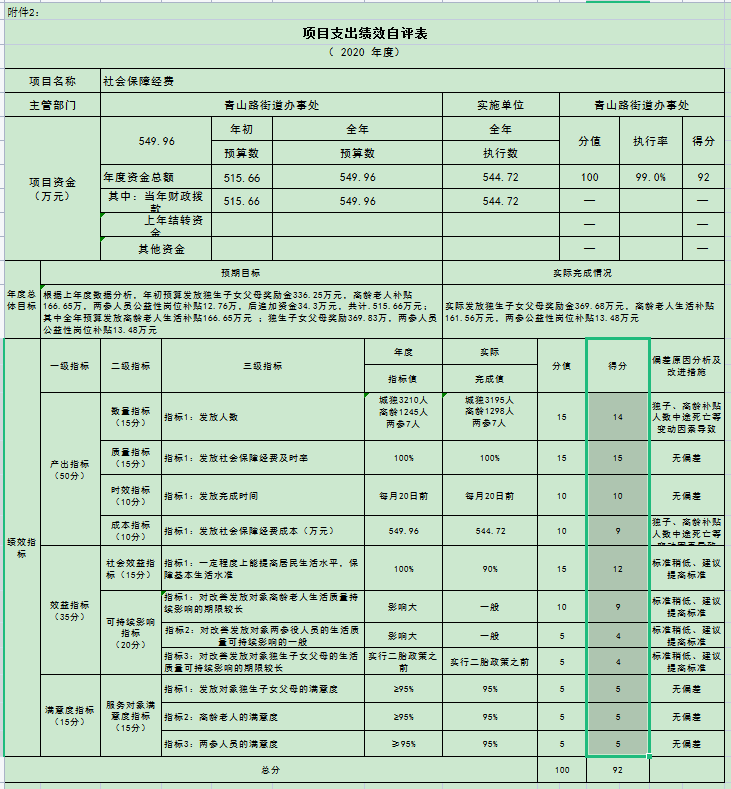 附件2:
项目支出绩效自评表
（ 2020 年度）
项目名称 社会保障经费
主管部门 青山路街道办事处 实施单位 青山路街道办事处
项目资金
（万元）
549.96 年初 全年 全年 分值 执行率 得分
预算数 预算数 执行数
年度资金总额 515.66 549.96 544.72 100 99.0% 92
其中：当年财政拨
款 515.66 549.96 544.72 — —
上年结转资
金 — —
其他资金 — —
年度总
体目标
预期目标 实际完成情况
根据上年度数据分析，年初预算发放独生子女父母奖励金336.25万元，高龄老人补贴
166.65万，两参人员公益性岗位补贴12.76万，后追加资金34.3万元，共计.515.66万元；
其中全年预算发放高龄老人生活补贴166.65万元 ；独生子女父母奖励369.83万，两参人员
公益性岗位补贴13.48万元
实际发放独生子女父母奖励金369.68万元，高龄老人生活补贴
161.56万元，两参公益性岗位补贴13.48万元
绩效指
标
一级指标 二级指标 三级指标 年度 实际 分值 得分 偏差原因分析及
改进措施
指标值 完成值
产出指标
（50分）
数量指标
（15分） 指标1：发放人数
城独3210人
高龄1245人
两参7人
城独3195人
高龄1298人
两参7人
15 14
独子、高龄补贴
人数中途死亡等
变动因素导致
质量指标
（15分） 指标1：发放社会保障经费及时率 100% 100% 15 15 无偏差
时效指标
（10分） 指标1：发放完成时间 每月20日前 每月20日前 10 10 无偏差
成本指标
（10分） 指标1：发放社会保障经费成本（万元） 549.96 544.72 10 9
独子、高龄补贴
人数中途死亡等
变动因素导致
效益指标
（35分）
社会效益指
标（15分）
指标1：一定程度上能提高居民生活水平，保
障基本生活水准 100% 90% 15 12 标准稍低、建议
提高标准
可持续影响
指标
（20分）
指标1：对改善发放对象高龄老人生活质量持
续影响的期限较长 影响大 一般 10 9 标准稍低、建议
提高标准
指标2：对改善发放对象两参役人员的生活质
量可持续影响的一般 影响大 一般 5 4 标准稍低、建议
提高标准
指标3：对改善发放对象独生子女父母的生活
质量可持续影响的期限较长 实行二胎政策之
前 实行二胎政策之前 5 4 标准稍低、建议
提高标准
满意度指标
（15分）
服务对象满
意度指标
（15分）
指标1：发放对象独生子女父母的满意度 ≥95% 95% 5 5 无偏差
指标2：高龄老人的满意度 ≥95% 95% 5 5 无偏差
指标3：两参人员的满意度 ≥95% 95% 5 5 无偏差
总分 100 92